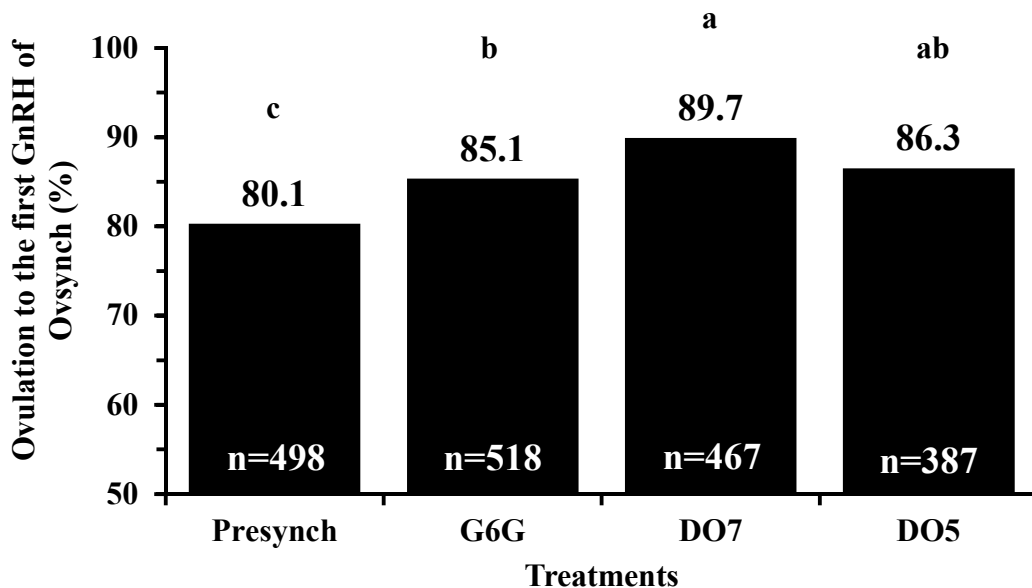 Ovulation to the first GnRH of
Ovsynch (%)
100
90
80
70
60
50
c
b
a
ab
80.1
85.1
89.7
86.3
n=498
n=518
n=467
n=387
Presynch
G6G
DO7
DO5
Treatments